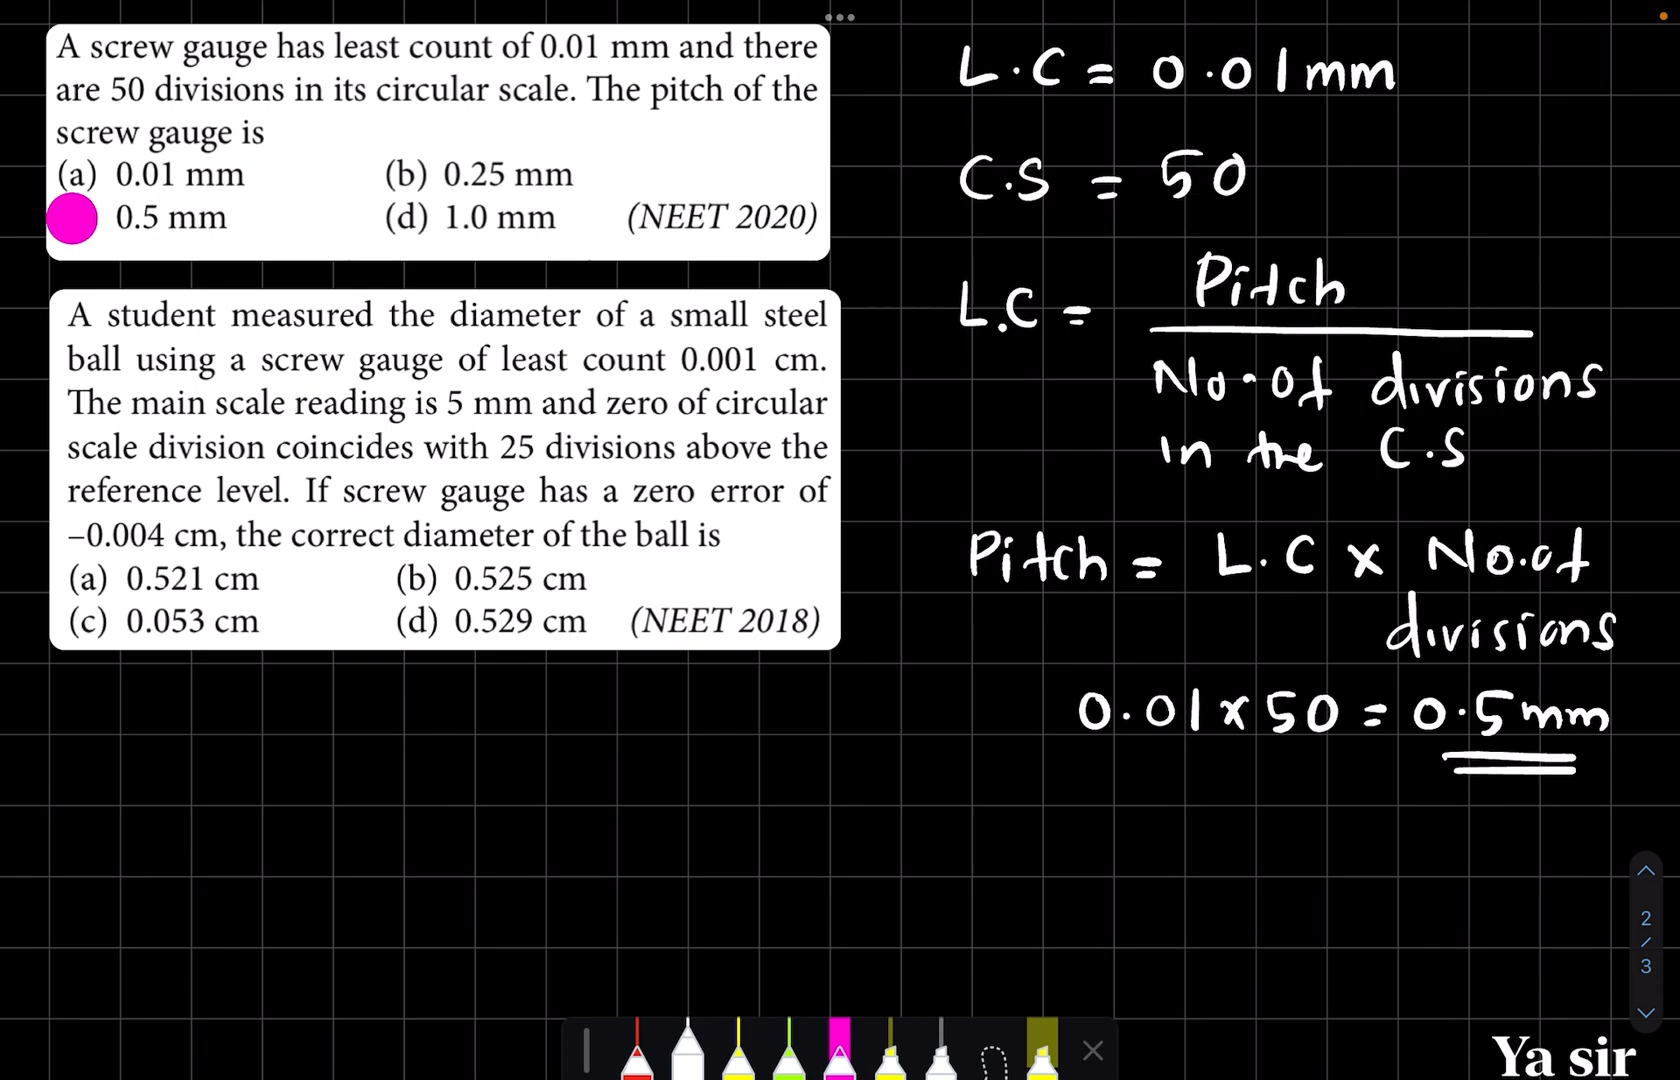 A screw gauge has least count of 0.01 mm and there
are 50 divisions in its circular scale. The pitch of the
screw gauge is
(a) 0.01 mm (b) 0.25 mm
0.5 mm (d) 1.0 mm (NEET 2020)
A student measured the diameter of a small steel
ball using a screw gauge of least count 0.001 cm.
The main scale reading is 5 mm and zero of circular
scale division coincides with 25 divisions above the
reference level. If screw gauge has a zero error of
–0.004 cm, the correct diameter of the ball is
(a) 0.521 cm (b) 0.525 cm
(c) 0.053 cm (d) 0.529 cm (NEET 2018)
L.C = 0.01mm
C.S = 50
L.C = Pitch
No.of divisions
in the C.S
Pitch = L.C x No.of
divisions
0.01 x 50 = 0.5mm
2
/
3
Ya sir